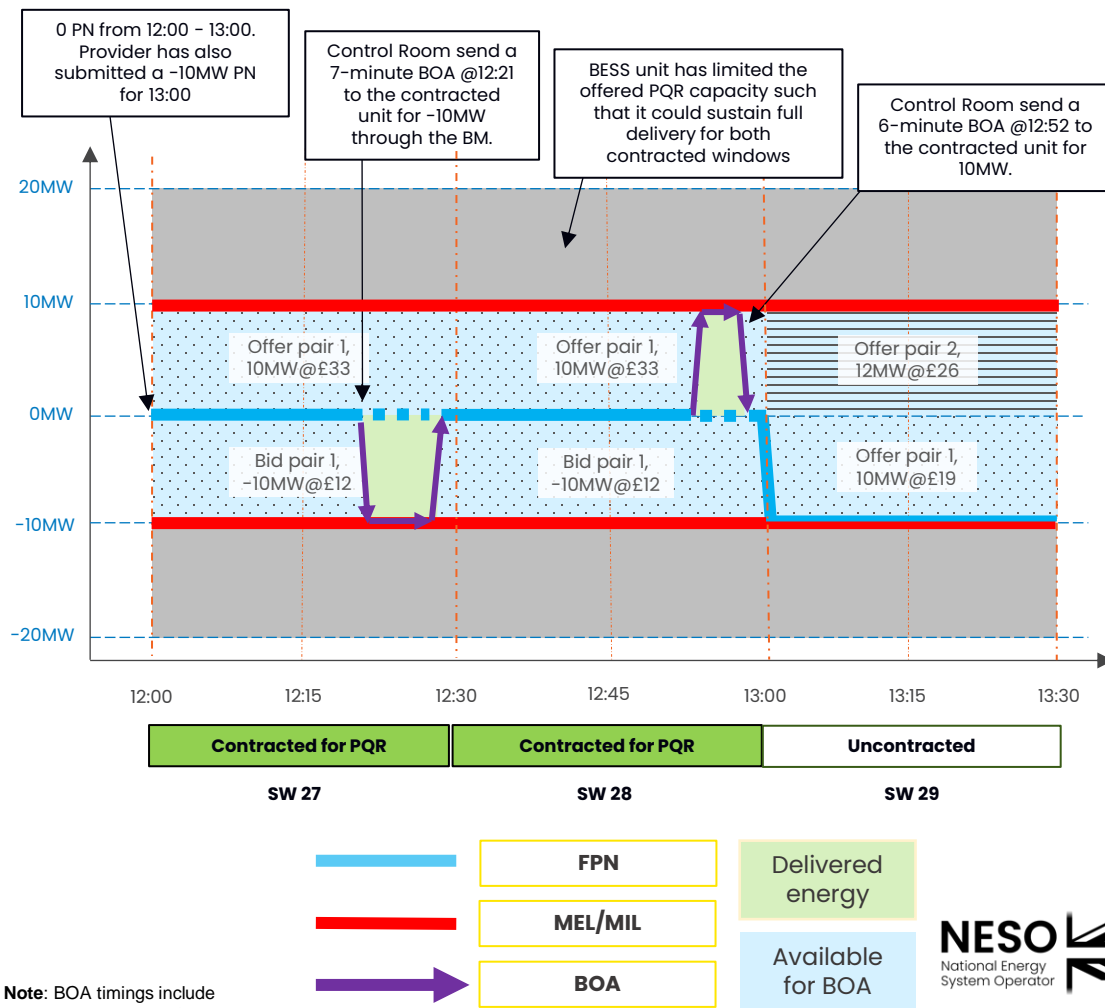 0 PN from 12:00 - 13:00.
Provider has also
submitted a -10MW PN
for 13:00
Control Room send a
7-minute BOA @12:21
to the contracted
unit for -10MW
through the BM.
BESS unit has limited the
offered PQR capacity such
that it could sustain full
delivery for both
contracted windows
Control Room send a
6-minute BOA @12:52 to
the contracted unit for
10MW.
20MW
10MW
0MW
-10MW
-20MW
Offer pair 1,
10MW@£33
Offer pair 1,
10MW@£33
Offer pair 2,
12MW@£26
Bid pair 1,
-10MW@£12
Bid pair 1,
-10MW@£12
Offer pair 1,
10MW@£19
12:00
12:15
12:30
12:45
13:00
13:15
13:30
Contracted for PQR
Contracted for PQR
Uncontracted
SW 27
SW 28
SW 29
FPN
MEL/MIL
BOA
Delivered
energy
Available
for BOA
NESO
National Energy
System Operator
Note: BOA timings include